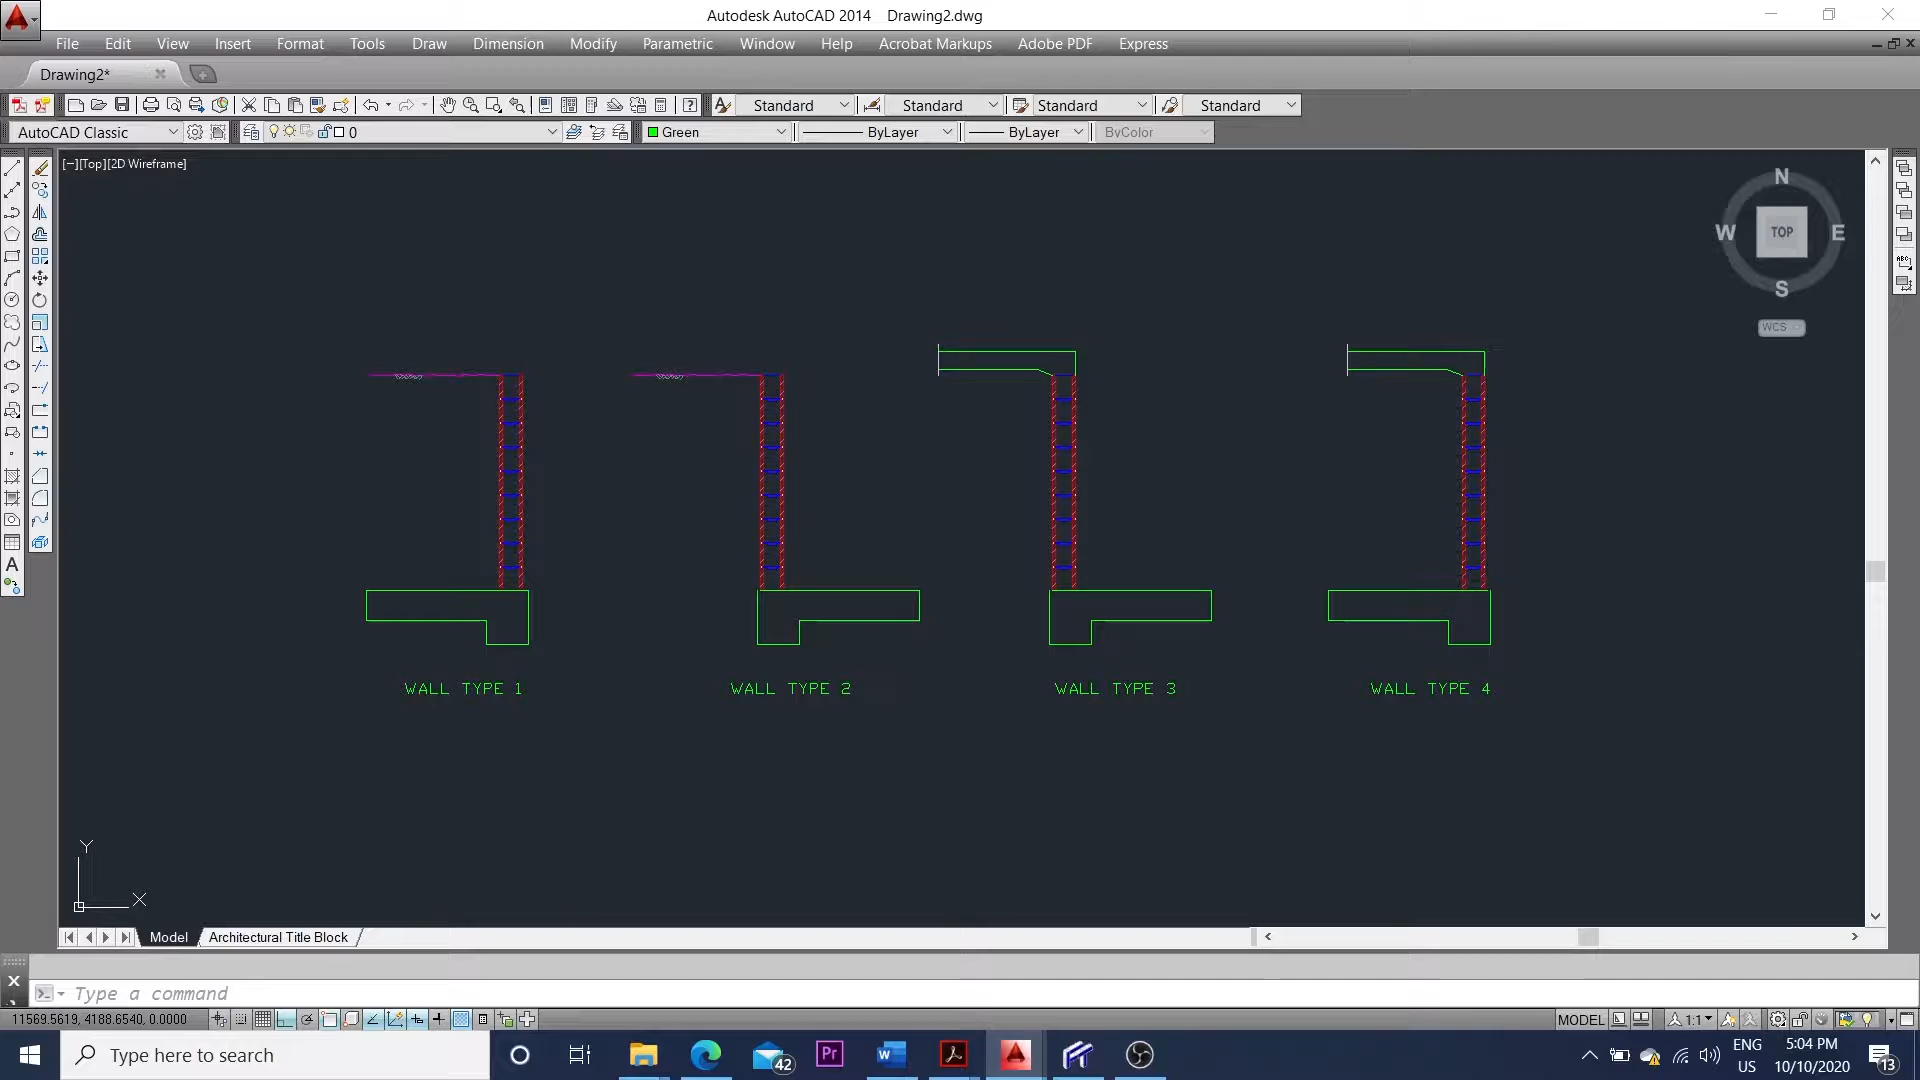 Autodesk AutoCAD 2014 Drawing2.dwg
File Edit View Insert Format Tools Draw Dimension Modify Parametric Window Help Acrobat Markups Adobe PDF Express
Drawing2*
Standard Standard Standard Standard
AutoCAD Classic 0 Green ByLayer ByLayer ByColor
[−][Top][2D Wireframe]
N
W TOP E
S
WCS
WALL TYPE 1 WALL TYPE 2 WALL TYPE 3 WALL TYPE 4
Y
X
Model Architectural Title Block
Type a command
11569.5619, 4188.6540, 0.0000 MODEL 1:1
Type here to search 42 Pr ENG 5:04 PM
US 10/10/2020 13